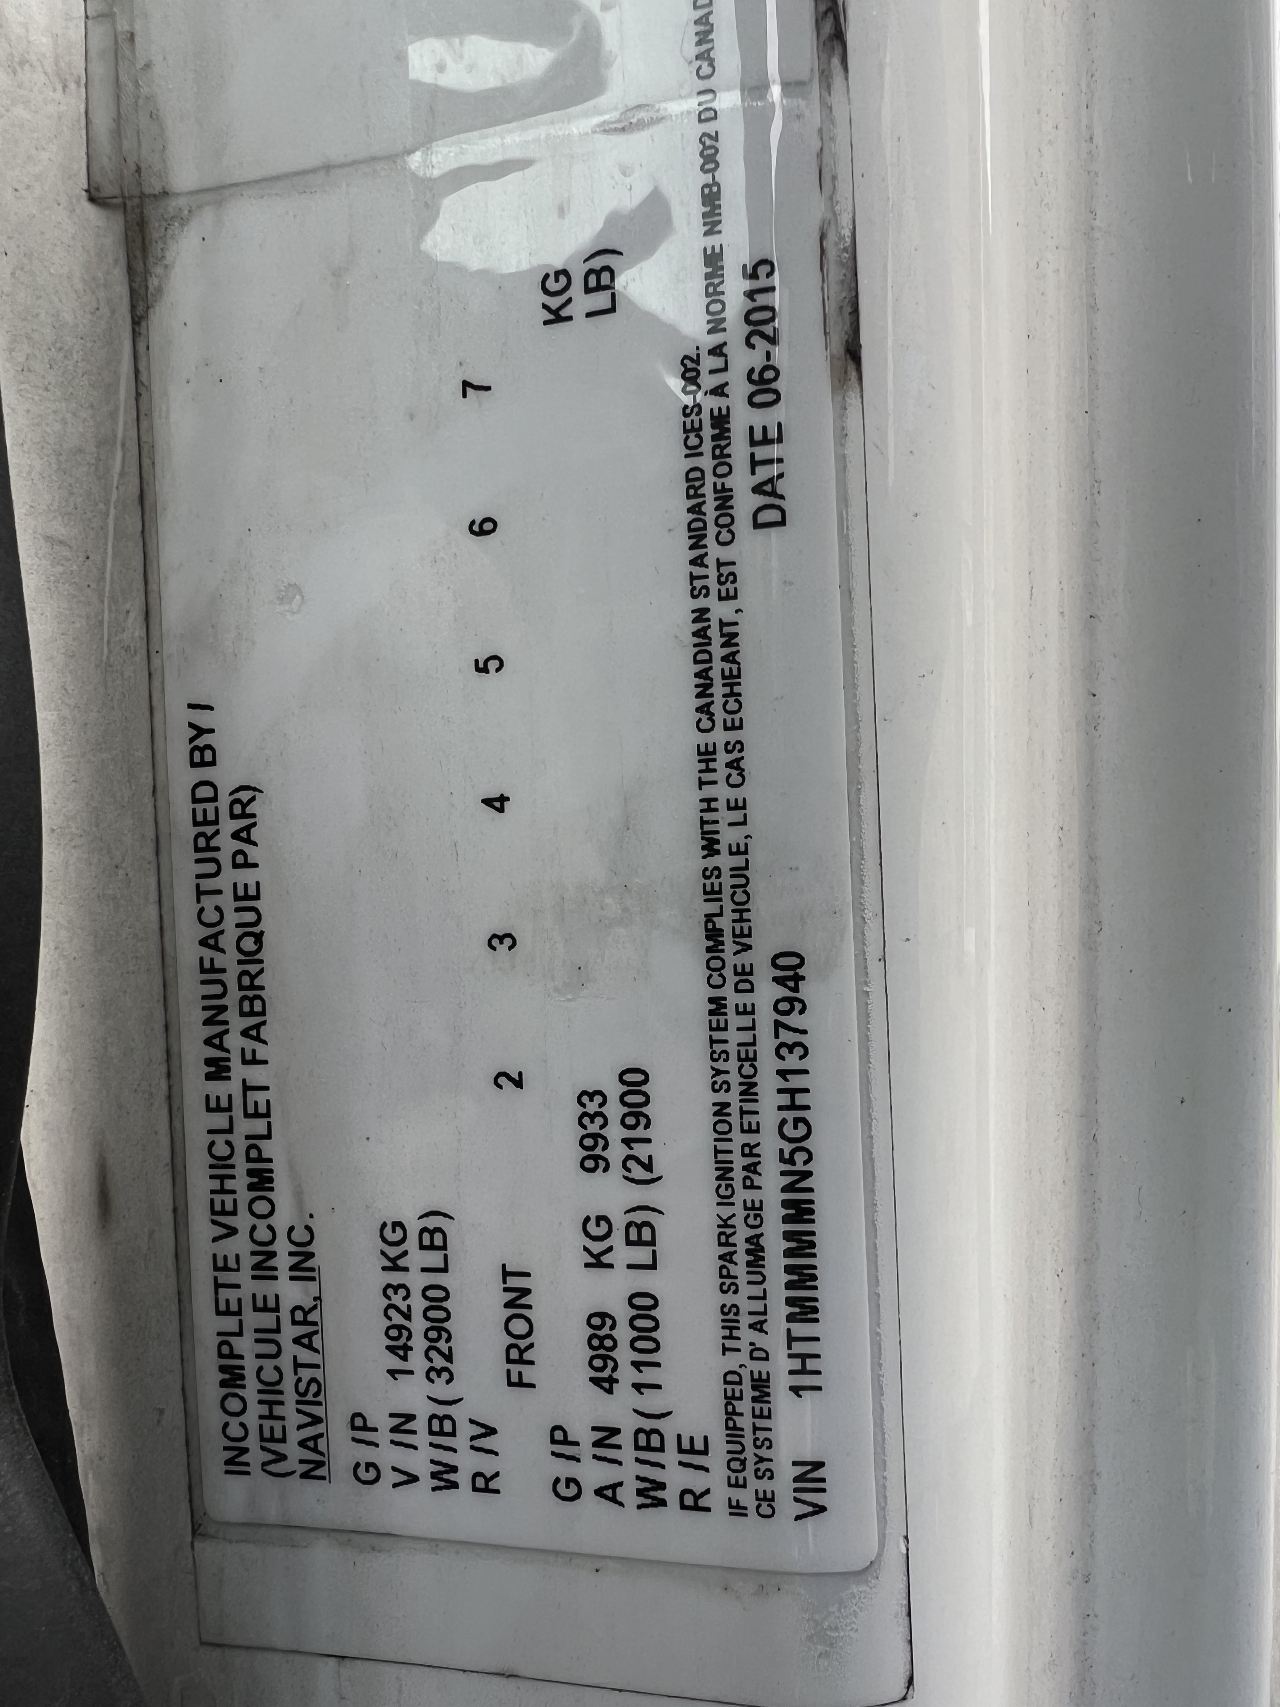 INCOMPLETE VEHICLE MANUFACTURED BY /
(VEHICULE INCOMPLET FABRIQUE PAR)
NAVISTAR, INC.
G /P
V /N 14923 KG
W/B( 32900 LB)
R /V
FRONT 2 3 4 5 6 7
G /P
A /N 4989 KG 9933 KG
W/B( 11000 LB) (21900 LB)
R /E
IF EQUIPPED, THIS SPARK IGNITION SYSTEM COMPLIES WITH THE CANADIAN STANDARD ICES-002.
CE SYSTEME D' ALLUMAGE PAR ETINCELLE DE VEHCULE, LE CAS ECHEANT, EST CONFORME À LA NORME NMB-002 DU CANAD
VIN 1HTMMMMN5GH137940 DATE 06-2015